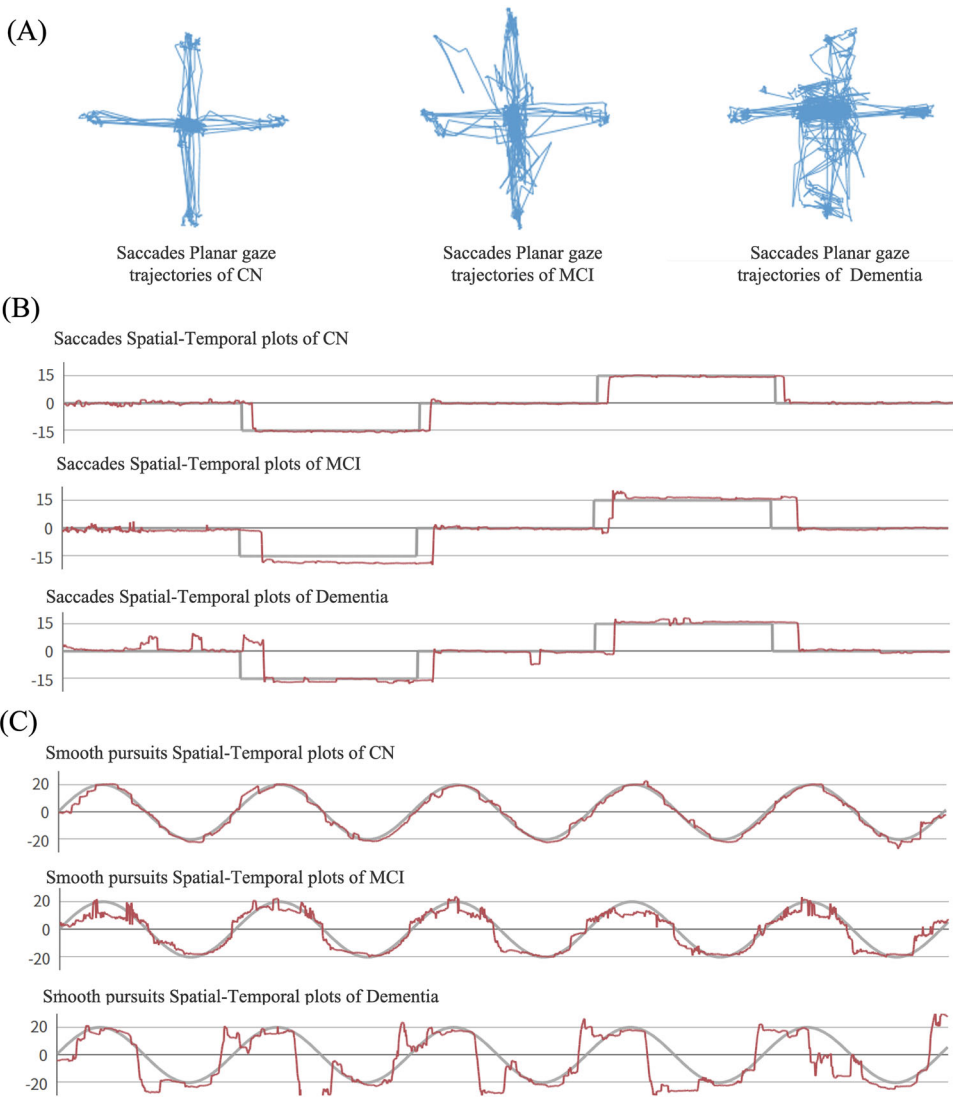 (A)
Saccades Planar gaze
trajectories of CN
Saccades Planar gaze
trajectories of MCI
Saccades Planar gaze
trajectories of  Dementia
(B)
Saccades Spatial-Temporal plots of CN
15
0
-15
Saccades Spatial-Temporal plots of MCI
15
0
-15
Saccades Spatial-Temporal plots of Dementia
15
0
-15
(C)
Smooth pursuits Spatial-Temporal plots of CN
20
0
-20
Smooth pursuits Spatial-Temporal plots of MCI
20
0
-20
Smooth pursuits Spatial-Temporal plots of Dementia
20
0
-20